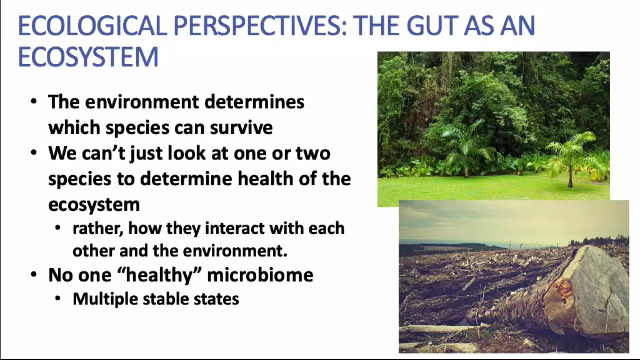 ECOLOGICAL PERSPECTIVES: THE GUT AS AN
ECOSYSTEM
• The environment determines
which species can survive
• We can't just look at one or two
species to determine health of the
ecosystem
• rather, how they interact with each
other and the environment.
• No one “healthy” microbiome
• Multiple stable states